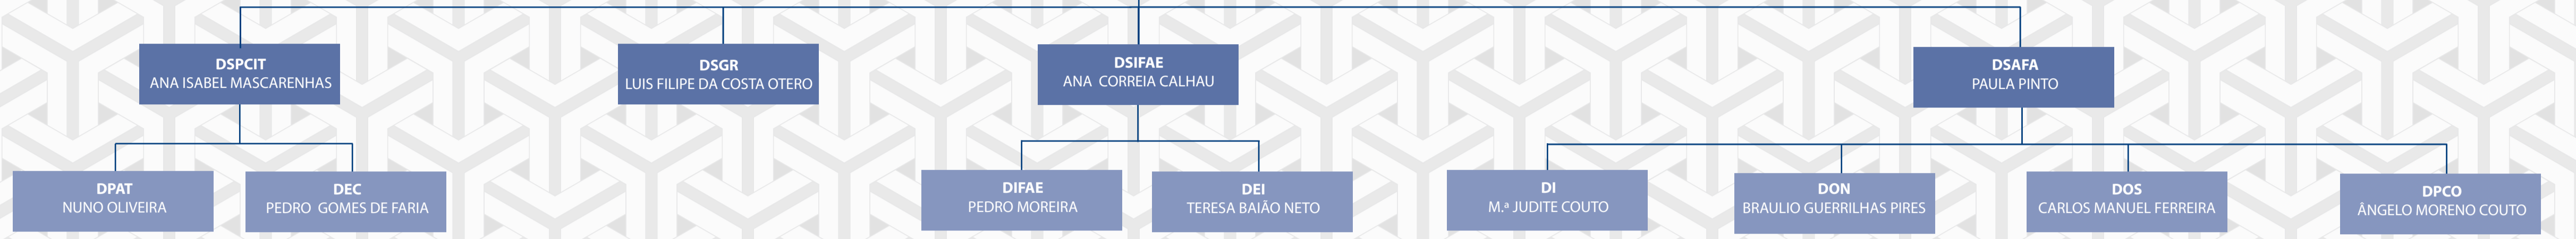 DSPCIT
ANA ISABEL MASCARENHAS
DSGR
LUIS FILIPE DA COSTA OTERO
DSIFAE
ANA CORREIA CALHAU
DSAFA
PAULA PINTO
DPAT
NUNO OLIVEIRA
DEC
PEDRO GOMES DE FARIA
DIFAE
PEDRO MOREIRA
DEI
TERESA BAIÃO NETO
DI
M.ª JUDITE COUTO
DON
BRAULIO GUERRILHAS PIRES
DOS
CARLOS MANUEL FERREIRA
DPCO
ÂNGELO MORENO COUTO